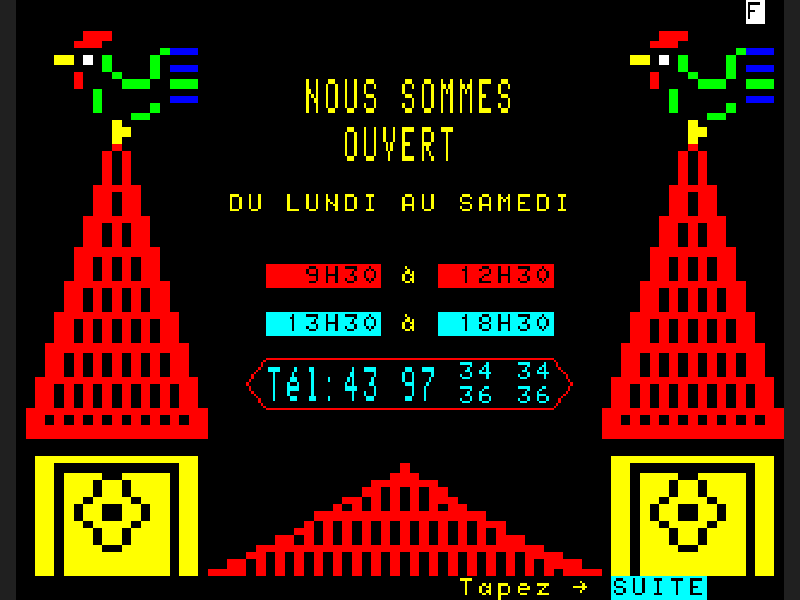 F
NOUS SOMMES
OUVERT
DU LUNDI AU SAMEDI
9H30 à 12H30
13H30 à 18H30
Tél:43 97 34 34
36 36
Tapez → SUITE